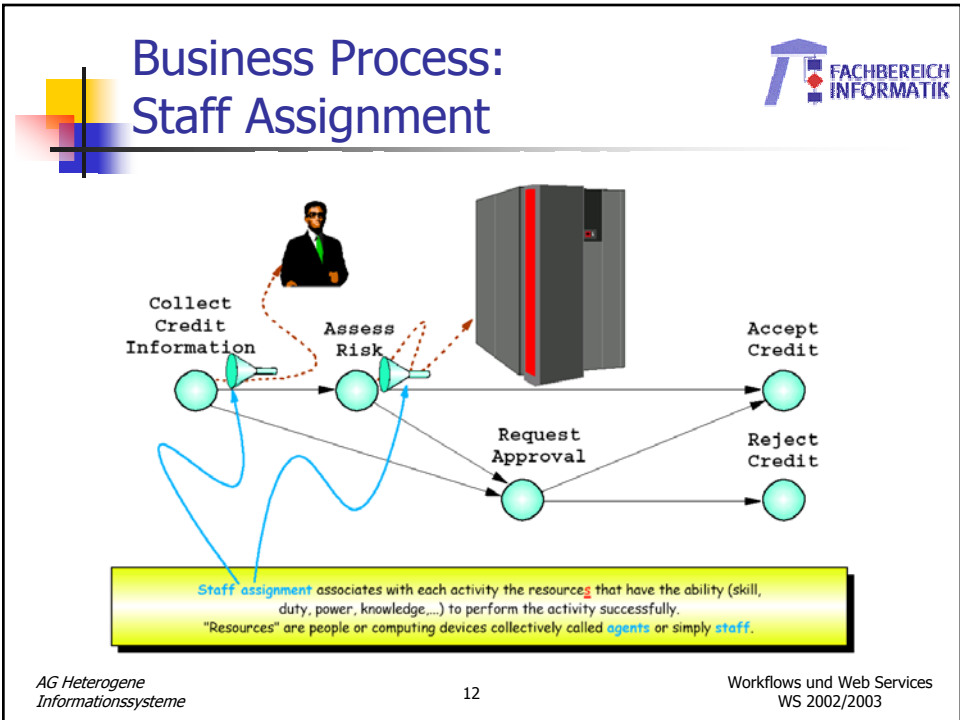 Business Process:
Staff Assignment
FACHBEREICH
INFORMATIK
Collect
Credit
Information
Assess
Risk
Accept
Credit
Request
Approval
Reject
Credit
Staff assignment associates with each activity the resources that have the ability (skill,
duty, power, knowledge,...) to perform the activity successfully.
"Resources" are people or computing devices collectively called agents or simply staff.
AG Heterogene
Informationssysteme
12
Workflows und Web Services
WS 2002/2003